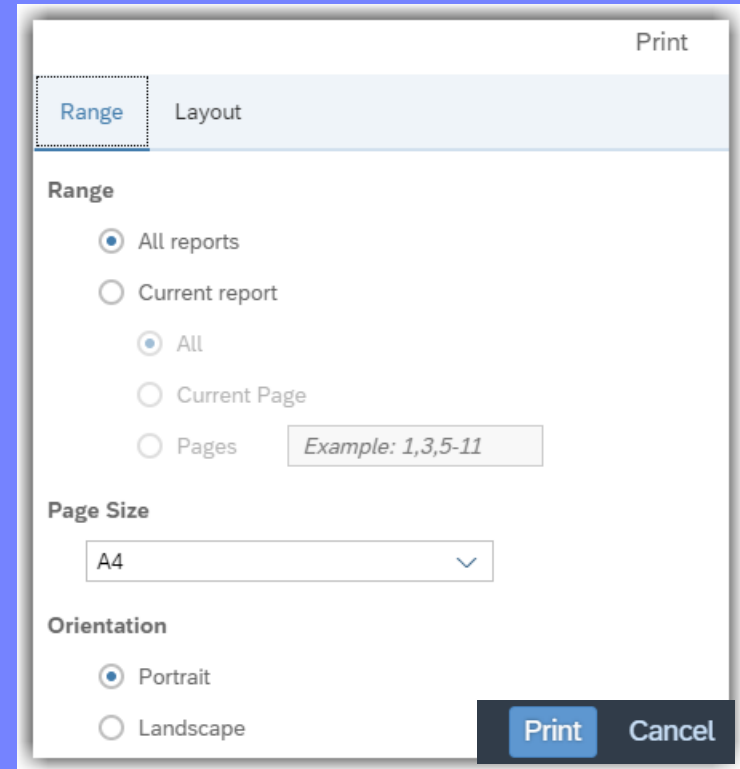 Print
Range Layout
Range
All reports
Current report
All
Current Page
Pages Example: 1,3,5-11
Page Size
A4
Orientation
Portrait
Landscape
Print Cancel